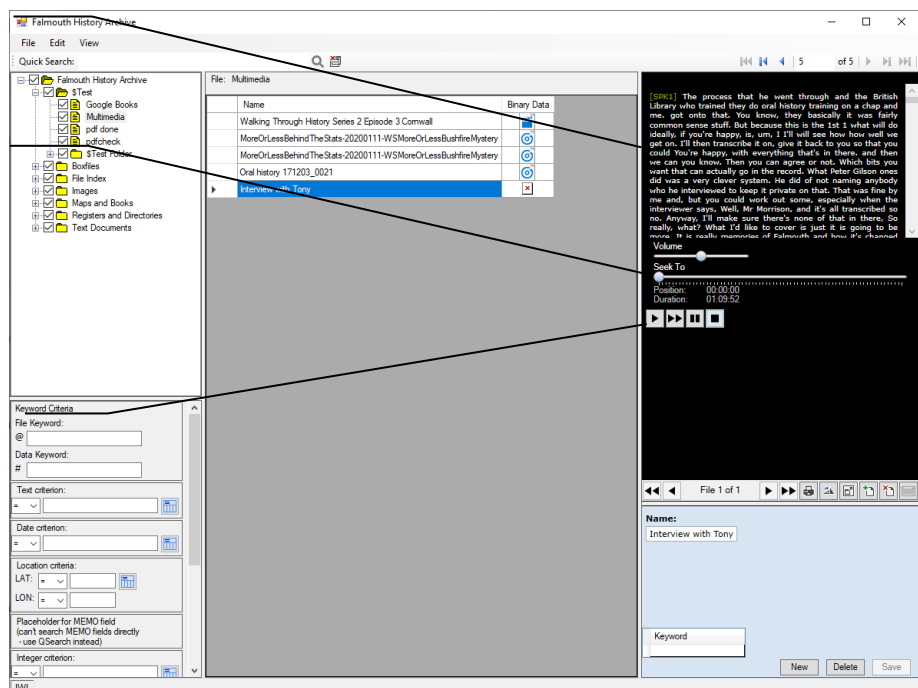 Falmouth History Archive
File Edit View
Quick Search:
5 of 5
Falmouth History Archive
$Test
Google Books
Multimedia
pdf done
pdfcheck
$Test Folder
Boxfiles
File Index
Images
Maps and Books
Registers and Directories
Text Documents
File: Multimedia
Name Binary Data
Walking Through History Series 2 Episode 3 Cornwall
MoreOrLessBehindTheStats-20200111-WSMoreOrLessBushfireMystery
MoreOrLessBehindTheStats-20200111-WSMoreOrLessBushfireMystery
Oral history 171203_0021
Interview with Tony
[SPK1] The process that he went through and the British
Library who trained they do oral history training on a chap and
me. got onto that. You know, they basically it was fairly
common sense stuff. But because this is the 1st 1 what will do
ideally, if you're happy, is, um, 1 I'll will see how how well we
get on. I'll then transcribe it on, give it back to you so that you
could You're happy, with everything that's in there. and then
we can you know. Then you can agree or not. Which bits you
want that can actually go in the record. What Peter Gilson ones
did was a very clever system. He did of not naming anybody
who he interviewed to keep it private on that. That was fine by
me and, but you could work out some, especially when the
interviewer says, Well, Mr Morrison, and it's all transcribed so
no. Anyway, I'll make sure there's none of that in there, So
really, what? What I'd like to cover is just it is going to be
more. It is really memories of Falmouth and how it's changed
Volume
Seek To
Position: 00:00:00
Duration: 01:09:52
File 1 of 1
Name:
Interview with Tony
Keyword
New Delete Save
Keyword Criteria
File Keyword:
@
Data Keyword:
#
Text criterion:
=
Date criterion:
=
Location criteria:
LAT: =
LON: =
Placeholder for MEMO field
(can't search MEMO fields directly
- use QSearch instead)
Integer criterion:
=